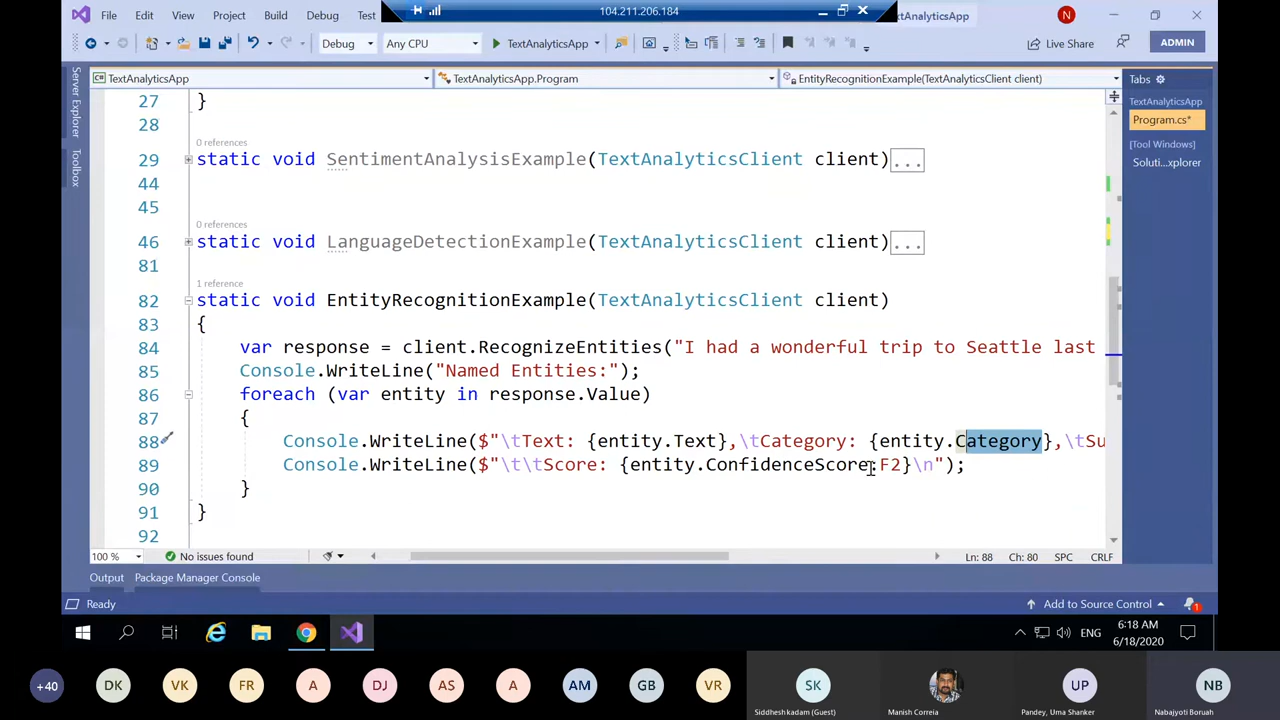 104.211.206.184
File Edit View Project Build Debug Test TextAnalyticsApp N
Debug Any CPU TextAnalyticsApp Live Share ADMIN
C# TextAnalyticsApp TextAnalyticsApp.Program EntityRecognitionExample(TextAnalyticsClient client) Tabs
Server Explorer
Toolbox
TextAnalyticsApp
Program.cs*
[Tool Windows]
Soluti...xplorer
27 }
28
0 references
29 static void SentimentAnalysisExample(TextAnalyticsClient client)...
44
45
0 references
46 static void LanguageDetectionExample(TextAnalyticsClient client)...
81
1 reference
82 static void EntityRecognitionExample(TextAnalyticsClient client)
83 {
84 var response = client.RecognizeEntities("I had a wonderful trip to Seattle last
85 Console.WriteLine("Named Entities:");
86 foreach (var entity in response.Value)
87 {
88 Console.WriteLine($"\tText: {entity.Text},\tCategory: {entity.Category},\tSu
89 Console.WriteLine($"\t\tScore: {entity.ConfidenceScore:F2}\n");
90 }
91 }
92
100 % No issues found Ln: 88 Ch: 80 SPC CRLF
Output Package Manager Console
Ready Add to Source Control 1
ENG 6:18 AM
6/18/2020
+40 DK VK FR A DJ AS A AM GB VR SK UP NB
Siddhesh kadam (Guest) Manish Correia Pandey, Uma Shanker Nabajyoti Boruah